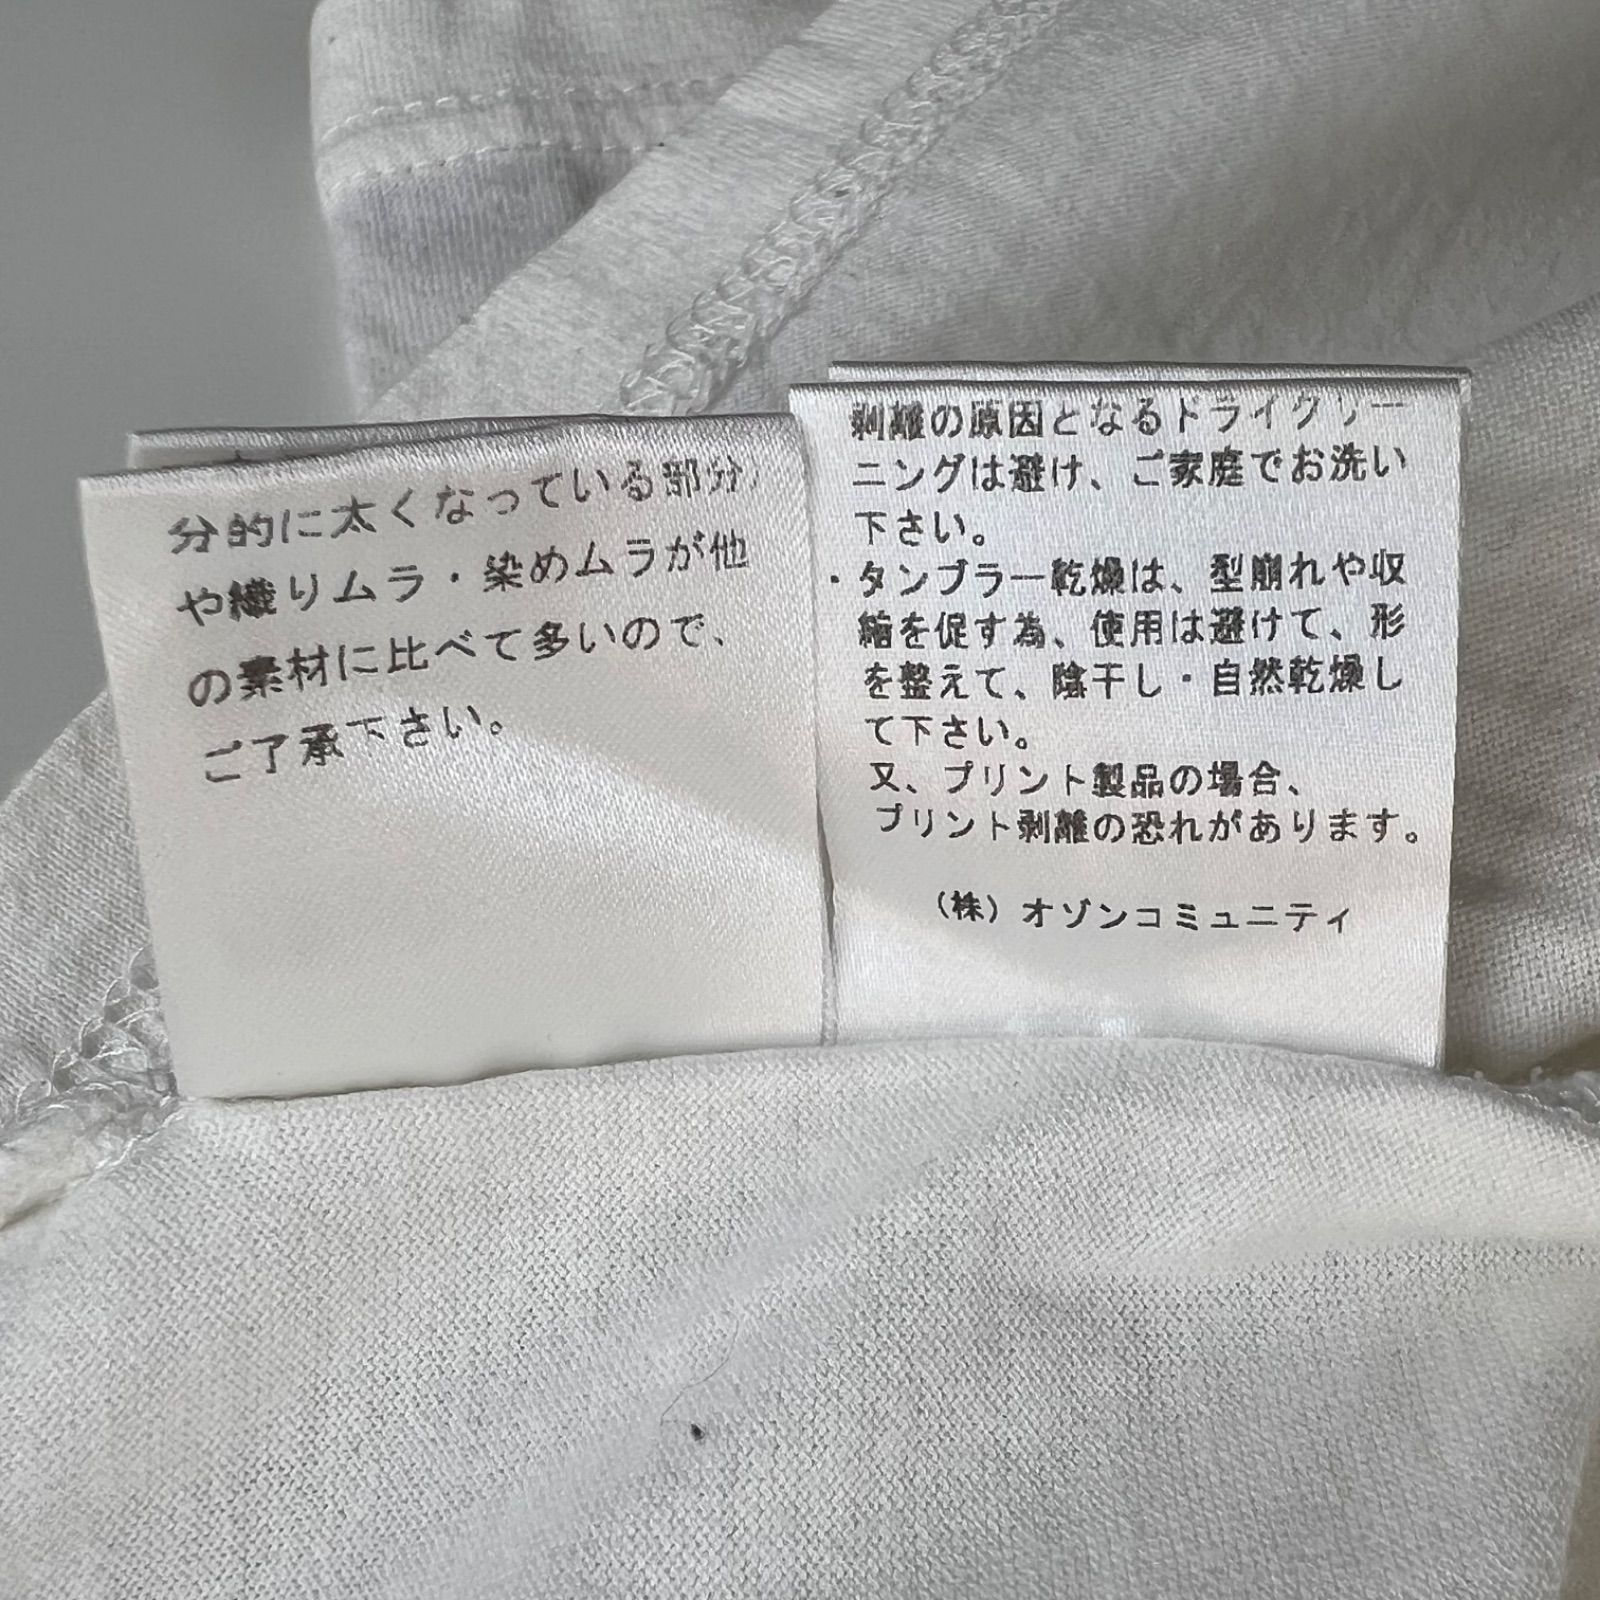 分的に太くなっている部分)
や織りムラ・染めムラが他
の素材に比べて多いので、
ご了承下さい。
剥離の原因となるドライクリー
ニングは避け、ご家庭でお洗い
下さい。
・タンブラー乾燥は、型崩れや収
縮を促す為、使用は避けて、形
を整えて、陰干し・自然乾燥し
て下さい。
又、プリント製品の場合、
プリント剥離の恐れがあります。
(株)オゾンコミュニティ